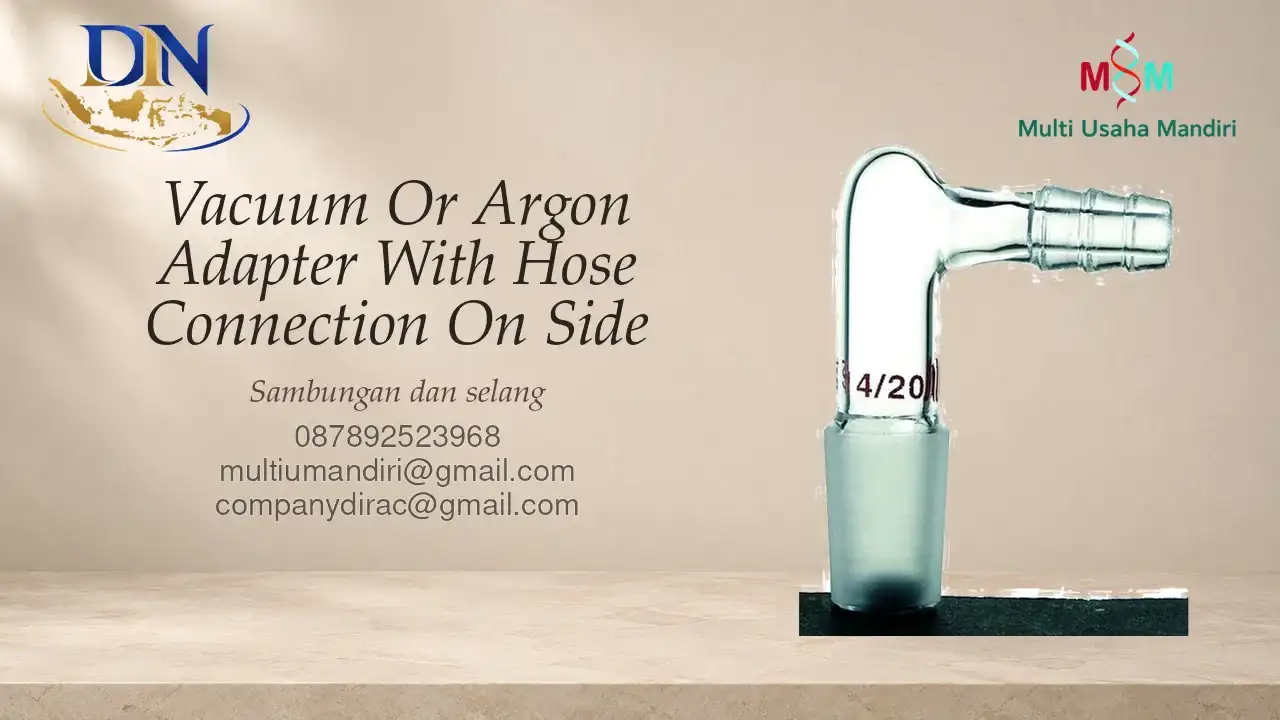 DN
MSM
Multi Usaha Mandiri
Vacuum Or Argon
Adapter With Hose
Connection On Side
Sambungan dan selang
087892523968
multiumandiri@gmail.com
companydirac@gmail.com
14/20